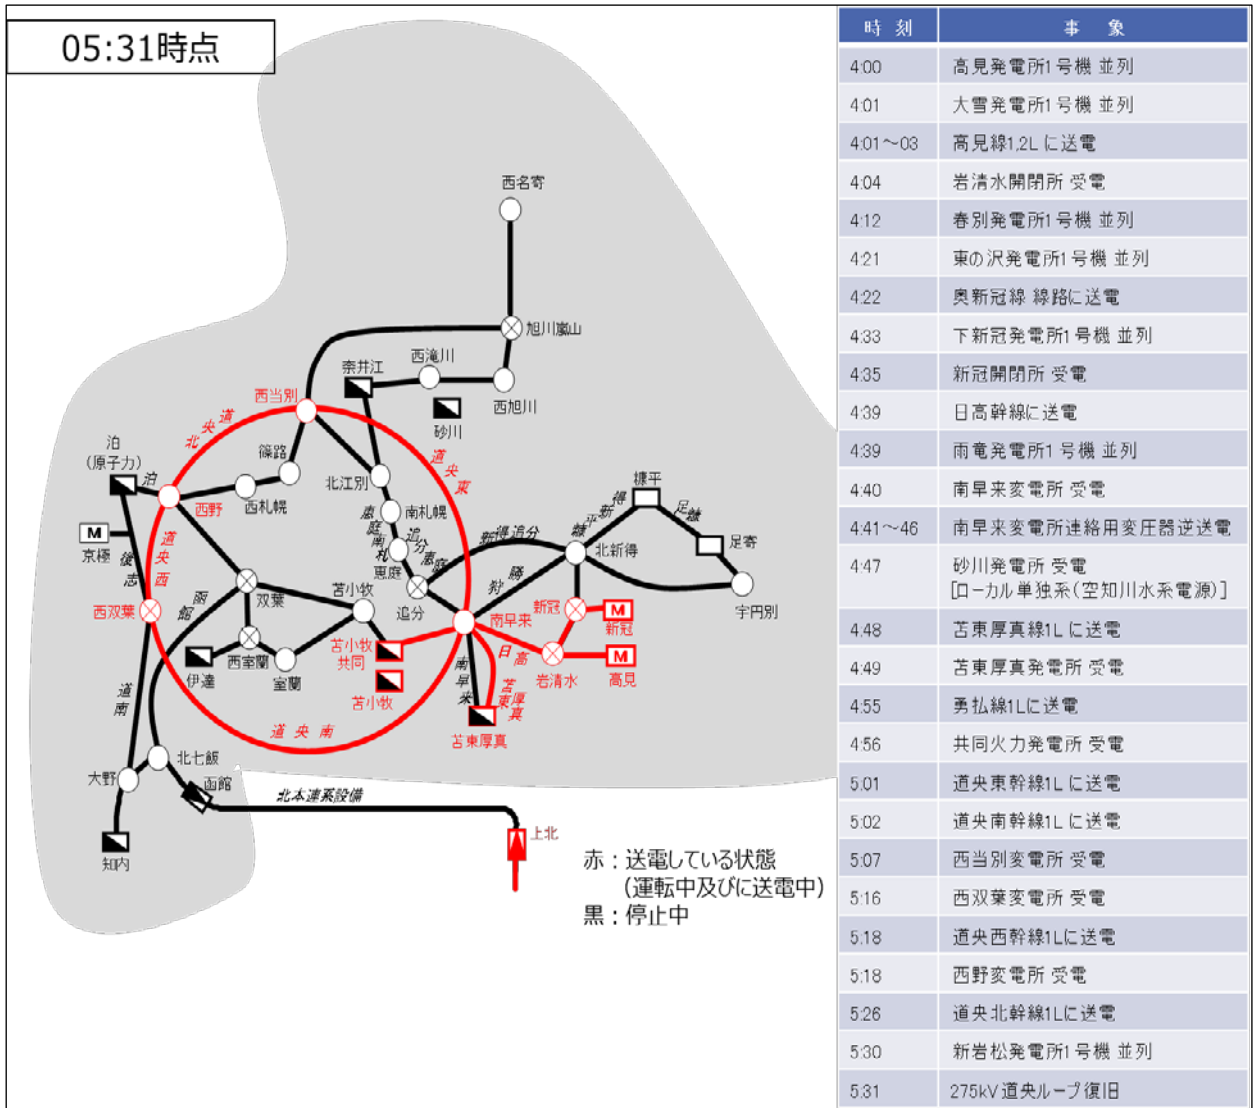 05:31時点
西名寄
旭川嵐山
西滝川
奈井江
西旭川
砂川
西当別
道央北
道央東
篠路
泊
(原子力)
泊
西野
西札幌
北江別
南札幌
恵庭
南札
追分
恵庭
恵庭
追分
新得追分
狩勝
北新得
糠平新得
糠平
足糠
足寄
宇円別
京極
M
後志
道央西
西双葉
函館
双葉
西室蘭
室蘭
伊達
苫小牧
苫小牧
共同
苫小牧
南早来
日高
新冠
M
新冠
岩清水
M
高見
南早来
苫東厚真
苫東厚真
道央南
道南
北七飯
大野
函館
知内
北本連系設備
上北
赤:送電している状態
(運転中及びに送電中)
黒:停止中
時 刻 事 象
4:00 高見発電所1号機 並列
4:01 大雪発電所1号機 並列
4:01～03 高見線1,2L に送電
4:04 岩清水開閉所 受電
4:12 春別発電所1号機 並列
4:21 東の沢発電所1号機 並列
4:22 奥新冠線 線路に送電
4:33 下新冠発電所1号機 並列
4:35 新冠開閉所 受電
4:39 日高幹線に送電
4:39 雨竜発電所1号機 並列
4:40 南早来変電所 受電
4:41～46 南早来変電所連絡用変圧器逆送電
4:47 砂川発電所 受電
[ローカル単独系(空知川水系電源)]
4:48 苫東厚真線1L に送電
4:49 苫東厚真発電所 受電
4:55 勇払線1Lに送電
4:56 共同火力発電所 受電
5:01 道央東幹線1Lに送電
5:02 道央南幹線1L に送電
5:07 西当別変電所 受電
5:16 西双葉変電所 受電
5:18 道央西幹線1Lに送電
5:18 西野変電所 受電
5:26 道央北幹線1Lに送電
5:30 新岩松発電所1号機 並列
5:31 275kV 道央ループ復旧